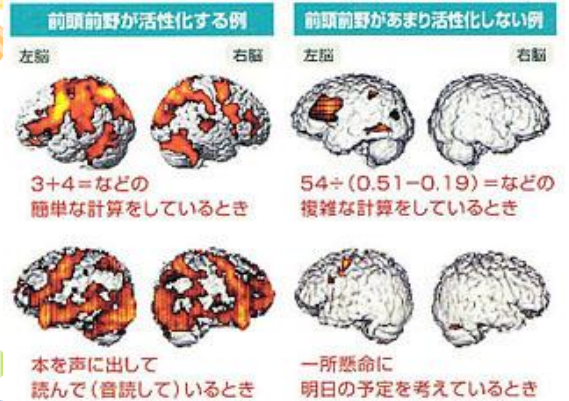 前頭前野が活性化する例
左脳 右脳
3+4=などの
簡単な計算をしているとき
本を声に出して
読んで(音読して)いるとき
前頭前野があまり活性化しない例
左脳 右脳
54÷(0.51−0.19)=などの
複雑な計算をしているとき
一所懸命に
明日の予定を考えているとき